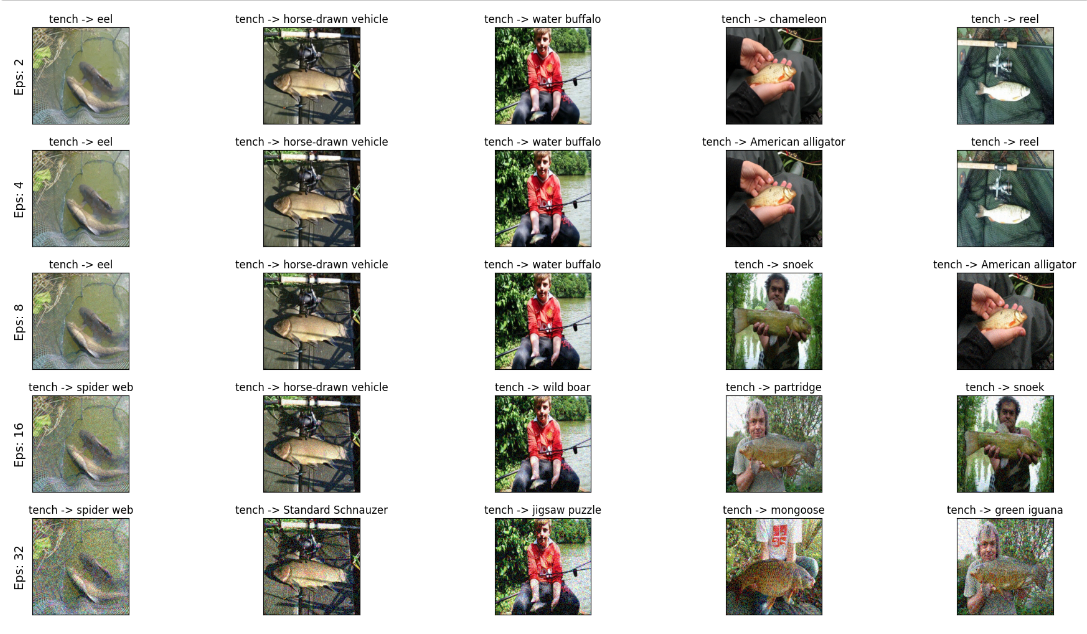 tench -> eel
tench -> horse-drawn vehicle
tench -> water buffalo
tench -> chameleon
tench -> reel
Eps: 2
tench -> eel
tench -> horse-drawn vehicle
tench -> water buffalo
tench -> American alligator
tench -> reel
Eps: 4
tench -> eel
tench -> horse-drawn vehicle
tench -> water buffalo
tench -> snoek
tench -> American alligator
Eps: 8
tench -> spider web
tench -> horse-drawn vehicle
tench -> wild boar
tench -> partridge
tench -> snoek
Eps: 16
tench -> spider web
tench -> Standard Schnauzer
tench -> jigsaw puzzle
tench -> mongoose
tench -> green iguana
Eps: 32